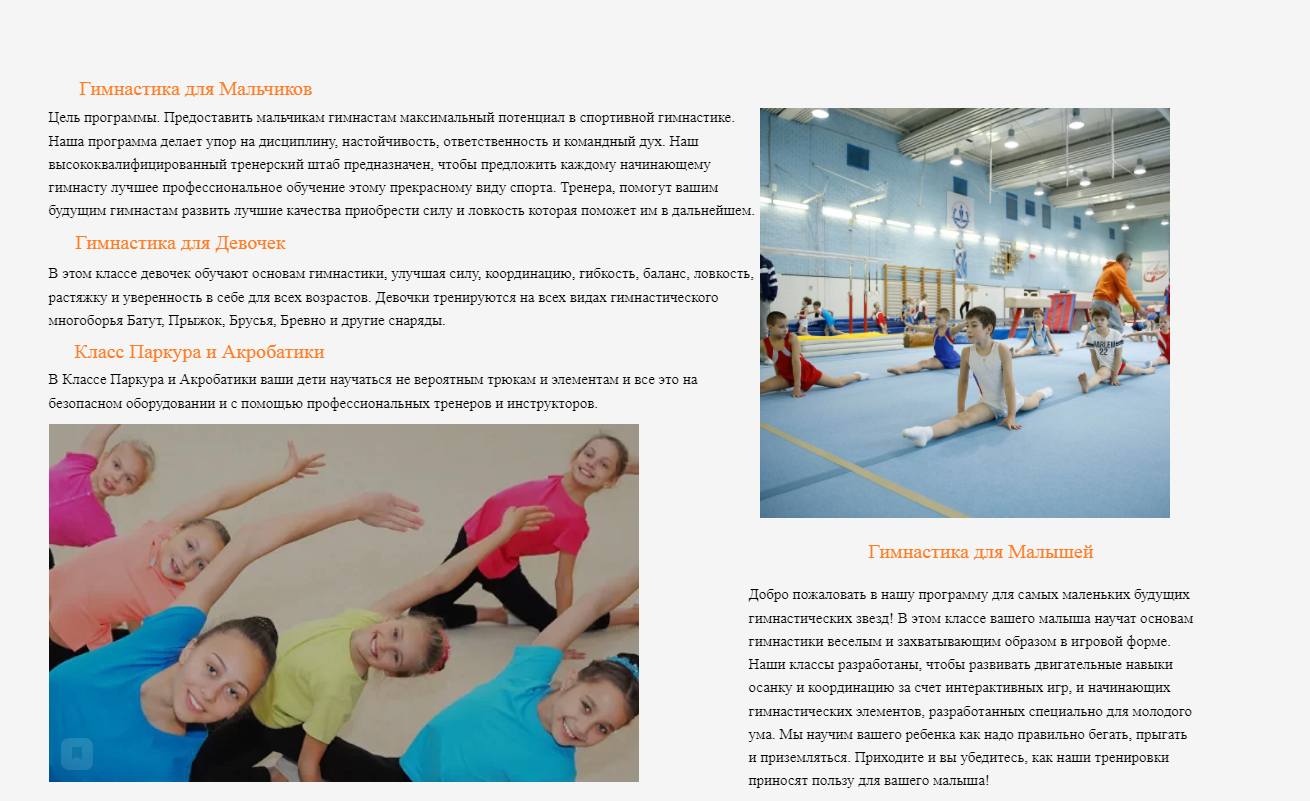 Гимнастика для Мальчиков
Цель программы. Предоставить мальчикам гимнастам максимальный потенциал в спортивной гимнастике.
Наша программа делает упор на дисциплину, настойчивость, ответственность и командный дух. Наш
высококвалифицированный тренерский штаб предназначен, чтобы предложить каждому начинающему
гимнасту лучшее профессиональное обучение этому прекрасному виду спорта. Тренера, помогут вашим
будущим гимнастам развить лучшие качества приобрести силу и ловкость которая поможет им в дальнейшем.
Гимнастика для Девочек
В этом классе девочек обучают основам гимнастики, улучшая силу, координацию, гибкость, баланс, ловкость,
растяжку и уверенность в себе для всех возрастов. Девочки тренируются на всех видах гимнастического
многоборья Батут, Прыжок, Брусья, Бревно и другие снаряды.
Класс Паркура и Акробатики
В Классе Паркура и Акробатики ваши дети научаться не вероятным трюкам и элементам и все это на
безопасном оборудовании и с помощью профессиональных тренеров и инструкторов.
HARLEM
22
Гимнастика для Малышей
Добро пожаловать в нашу программу для самых маленьких будущих
гимнастических звезд! В этом классе вашего малыша научат основам
гимнастики веселым и захватывающим образом в игровой форме.
Наши классы разработаны, чтобы развивать двигательные навыки
осанку и координацию за счет интерактивных игр, и начинающих
гимнастических элементов, разработанных специально для молодого
ума. Мы научим вашего ребенка как надо правильно бегать, прыгать
и приземляться. Приходите и вы убедитесь, как наши тренировки
приносят пользу для вашего малыша!